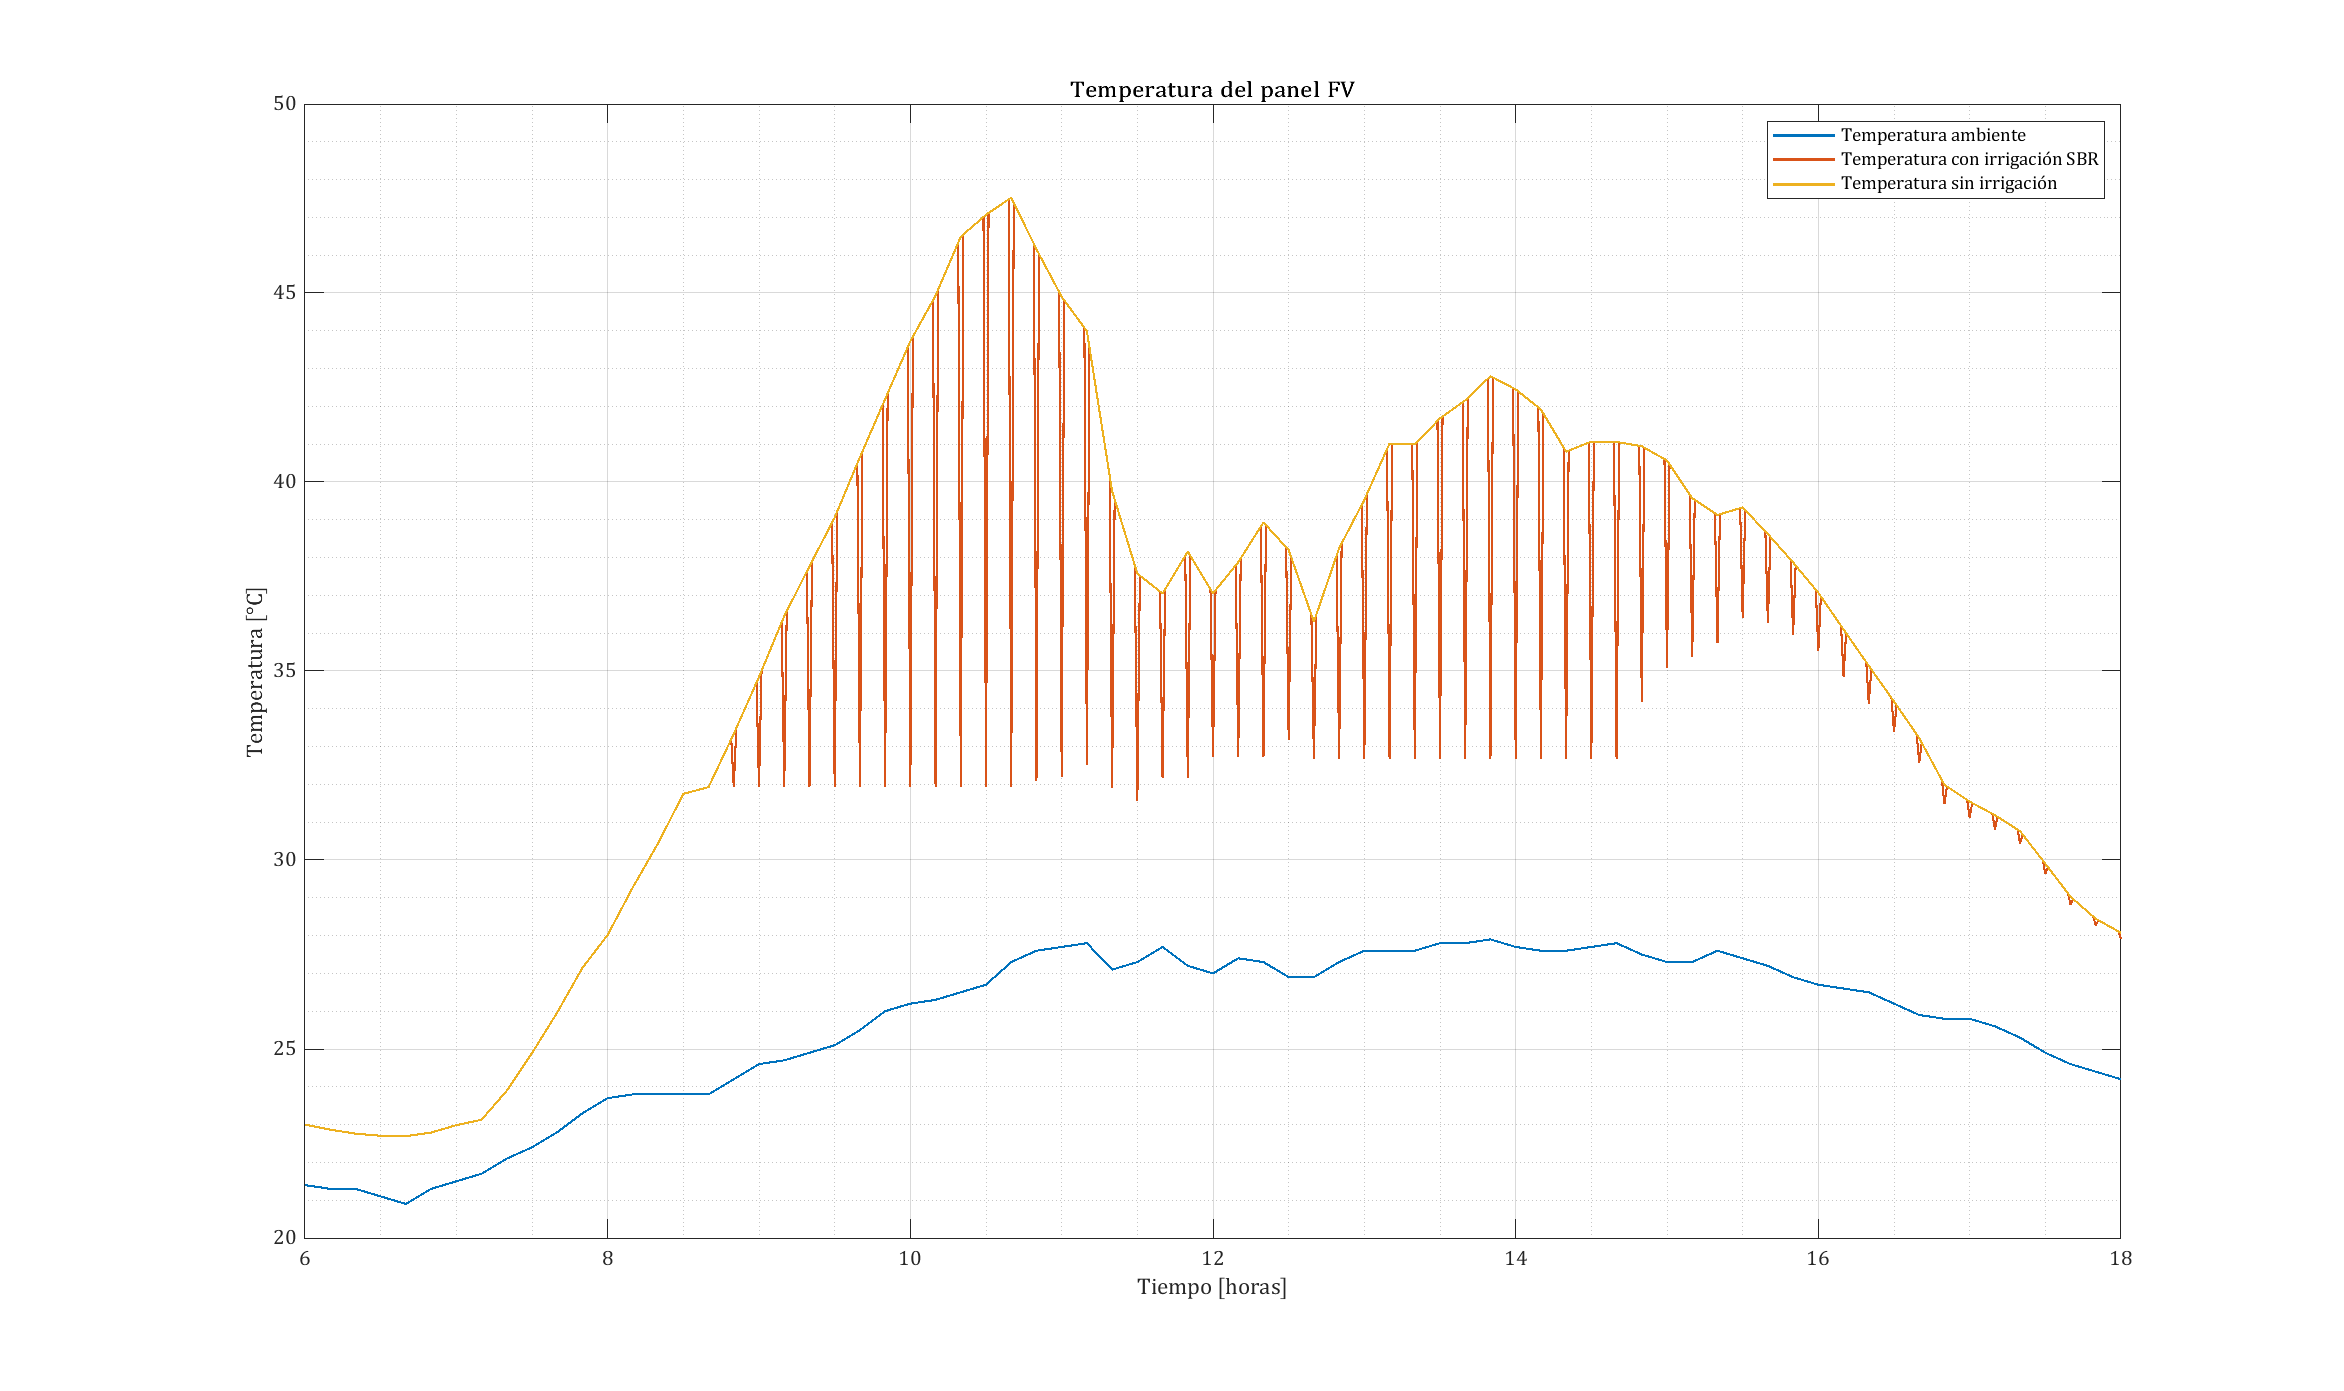 Temperatura del panel FV
50
45
40
35
30
25
20
Temperatura [°C]
Temperatura ambiente
Temperatura con irrigación SBR
Temperatura sin irrigación
6 8 10 12 14 16 18
Tiempo [horas]